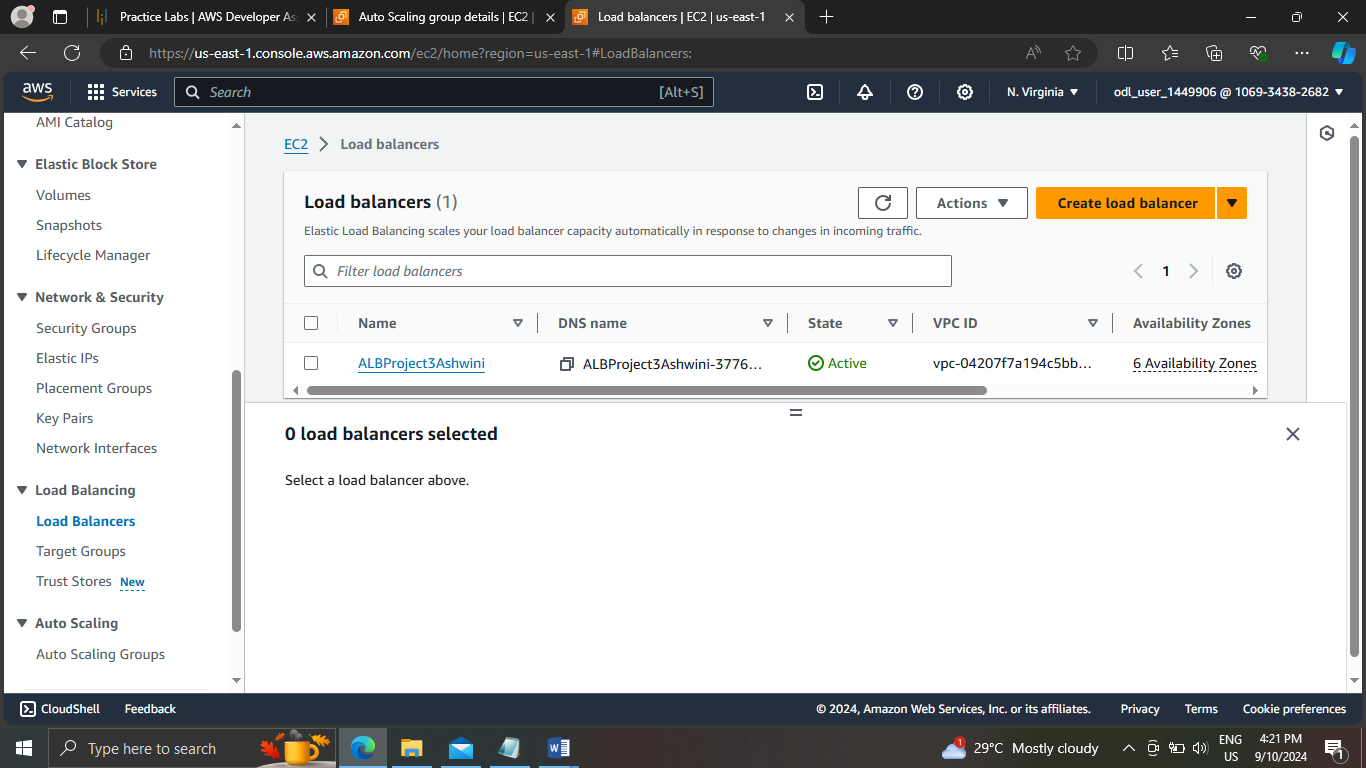 Practice Labs | AWS Developer As
Auto Scaling group details | EC2 |
Load balancers | EC2 | us-east-1
https://us-east-1.console.aws.amazon.com/ec2/home?region=us-east-1#LoadBalancers:
aws
Services
Search
[Alt+S]
N. Virginia
odl_user_1449906 @ 1069-3438-2682
AMI Catalog
Elastic Block Store
Volumes
Snapshots
Lifecycle Manager
Network & Security
Security Groups
Elastic IPs
Placement Groups
Key Pairs
Network Interfaces
Load Balancing
Load Balancers
Target Groups
Trust Stores New
Auto Scaling
Auto Scaling Groups
EC2 > Load balancers
Load balancers (1)
Actions
Create load balancer
Elastic Load Balancing scales your load balancer capacity automatically in response to changes in incoming traffic.
Filter load balancers
1
Name DNS name State VPC ID Availability Zones
ALBProject3Ashwini ALBProject3Ashwini-3776... Active vpc-04207f7a194c5bb... 6 Availability Zones
0 load balancers selected
Select a load balancer above.
CloudShell Feedback © 2024, Amazon Web Services, Inc. or its affiliates. Privacy Terms Cookie preferences
Type here to search
1
29°C Mostly cloudy
ENG
US
4:21 PM
9/10/2024
1